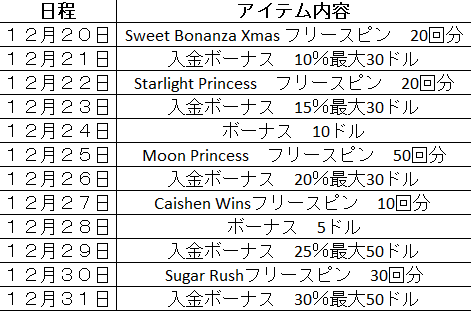 日程 アイテム内容
１２月２０日 Sweet Bonanza Xmas フリースピン　20回分
１２月２１日 入金ボーナス　10％最大30ドル
１２月２２日 Starlight Princess　フリースピン　20回分
１２月２３日 入金ボーナス　15％最大30ドル
１２月２４日 ボーナス　10ドル
１２月２５日 Moon Princess　フリースピン　50回分
１２月２６日 入金ボーナス　20％最大30ドル
１２月２７日 Caishen Winsフリースピン　10回分
１２月２８日 ボーナス　5ドル
１２月２９日 入金ボーナス　25％最大50ドル
１２月３０日 Sugar Rushフリースピン　30回分
１２月３１日 入金ボーナス　30％最大50ドル